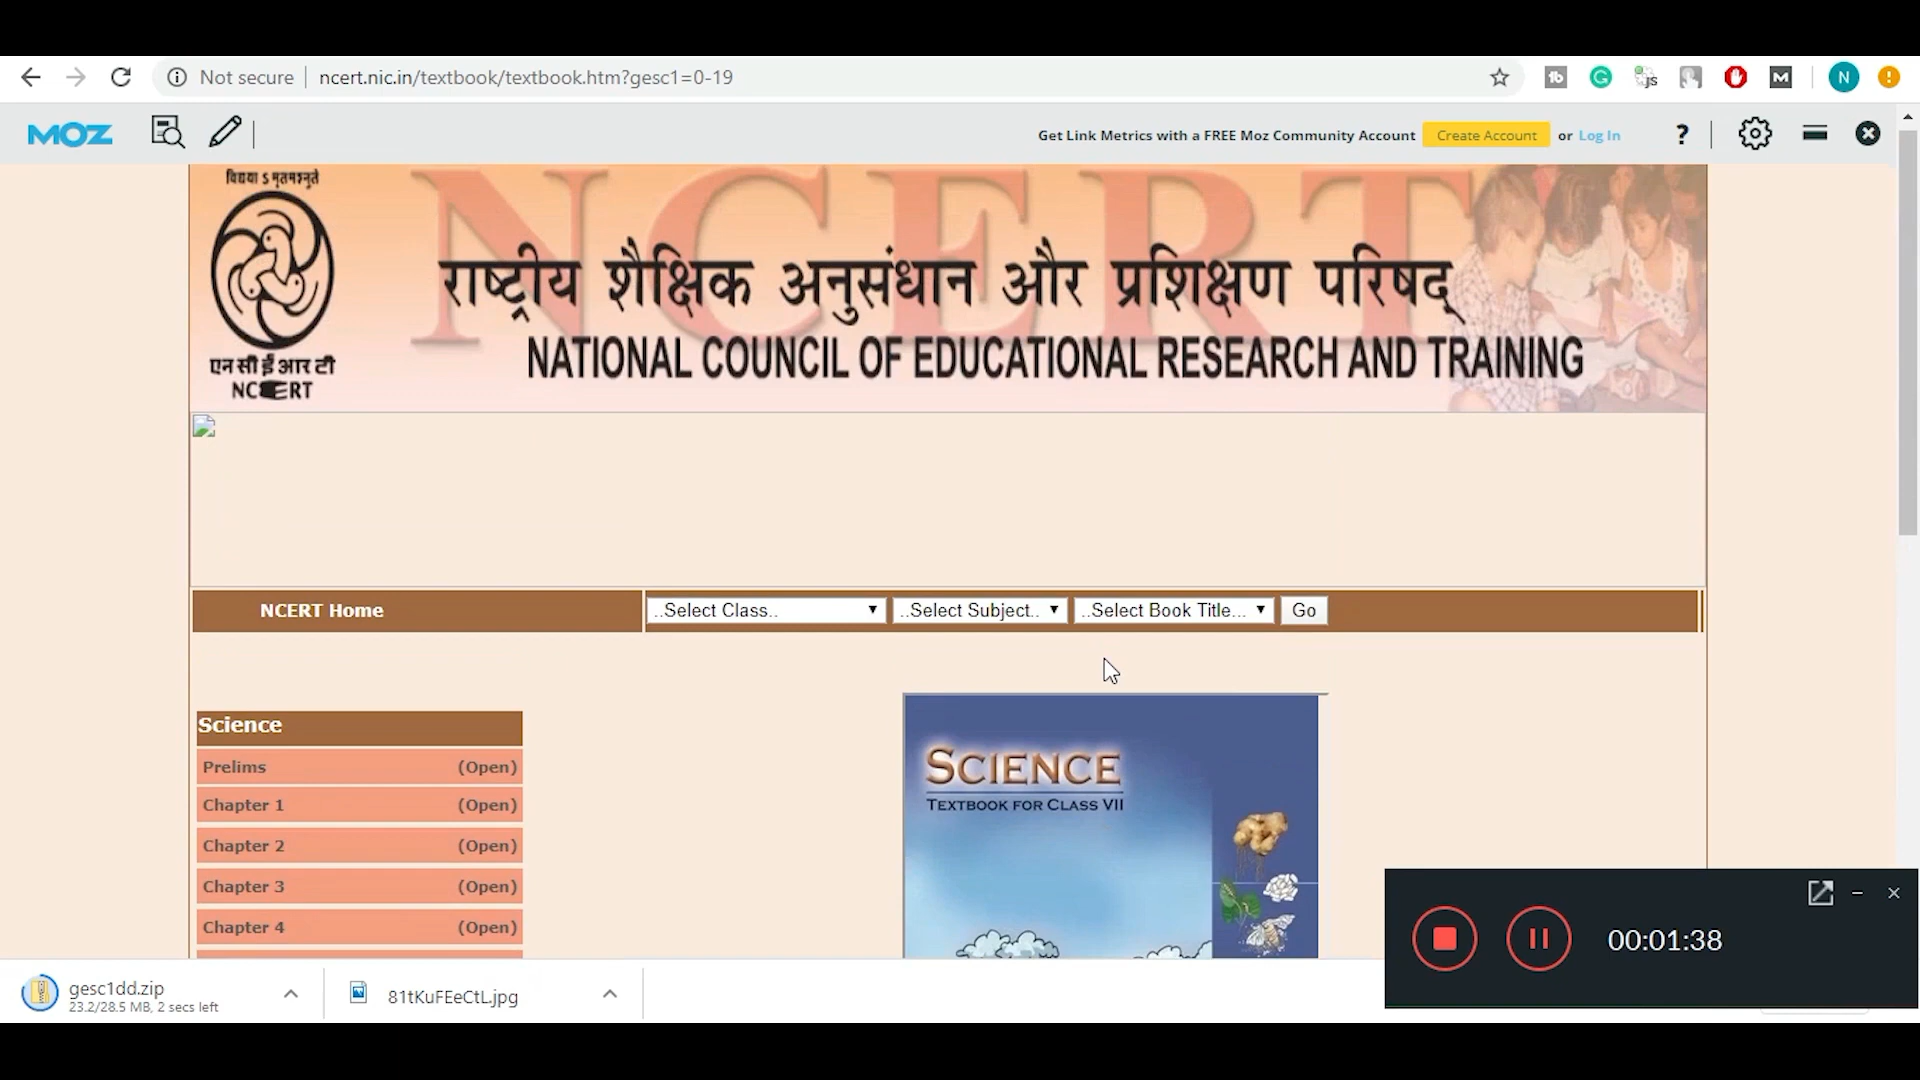 Not secure
ncert.nic.in/textbook/textbook.htm?gesc1=0-19
N
MOZ
Get Link Metrics with a FREE Moz Community Account
Create Account
or Log In
?
NCERT
एन सी ई आर टी
NCERT
राष्ट्रीय शैक्षिक अनुसंधान और प्रशिक्षण परिषद्
NATIONAL COUNCIL OF EDUCATIONAL RESEARCH AND TRAINING
NCERT Home
..Select Class..
..Select Subject..
..Select Book Title...
Go
Science
Prelims (Open)
Chapter 1 (Open)
Chapter 2 (Open)
Chapter 3 (Open)
Chapter 4 (Open)
SCIENCE
TEXTBOOK FOR CLASS VII
00:01:38
gesc1dd.zip
23.2/28.5 MB, 2 secs left
81tKuFEeCtL.jpg